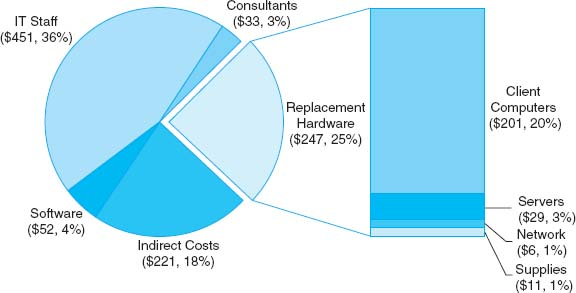 Consultants
($33, 3%)
IT Staff
($451, 36%)
Replacement
Hardware
($247, 25%)
Client
Computers
($201, 20%)
Software
($52, 4%)
Indirect Costs
($221, 18%)
Servers
($29, 3%)
Network
($6, 1%)
Supplies
($11, 1%)